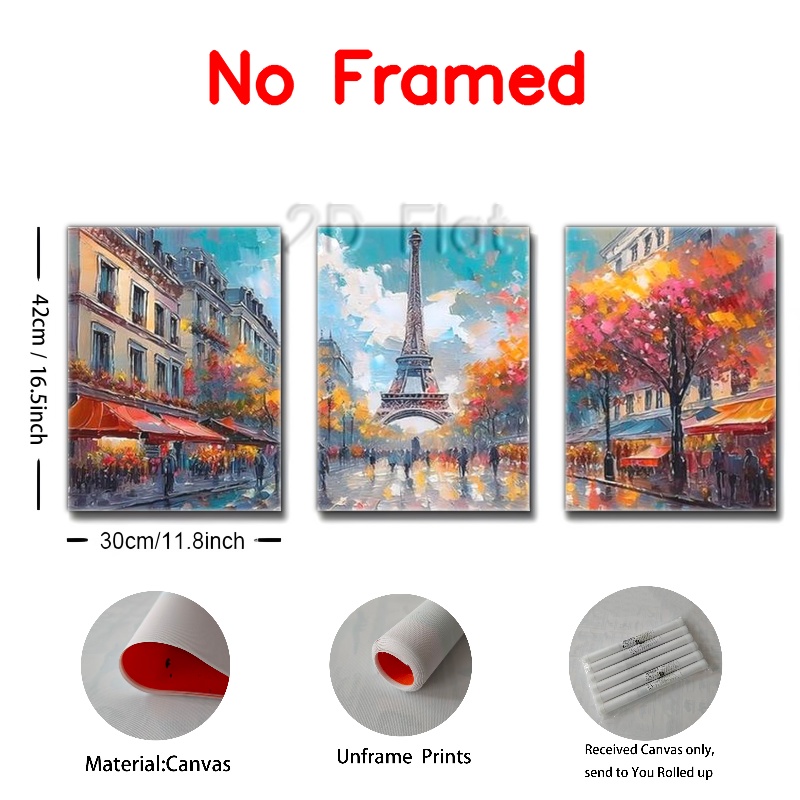 No Framed
2D Flat
42cm / 16.5inch
30cm/11.8inch
Material:Canvas
Unframe Prints
Received Canvas only,
send to You Rolled up